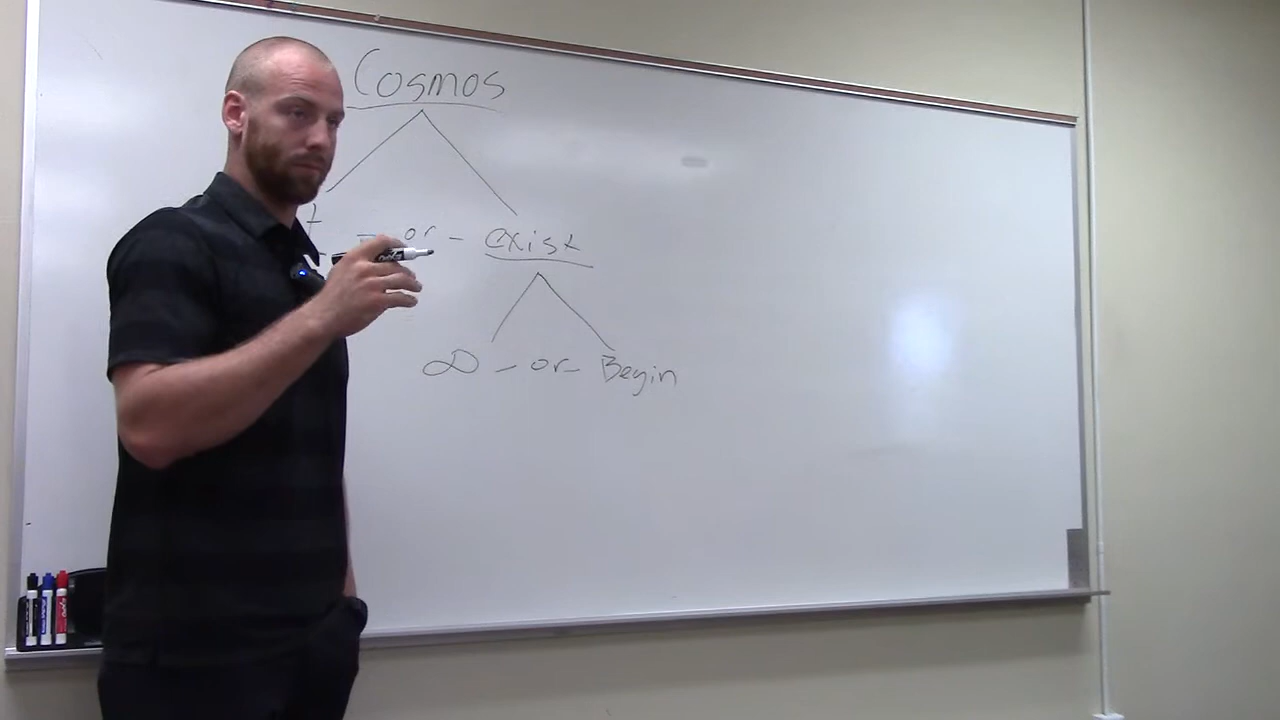 Cosmos
- or - exist
∞ - or - Begin